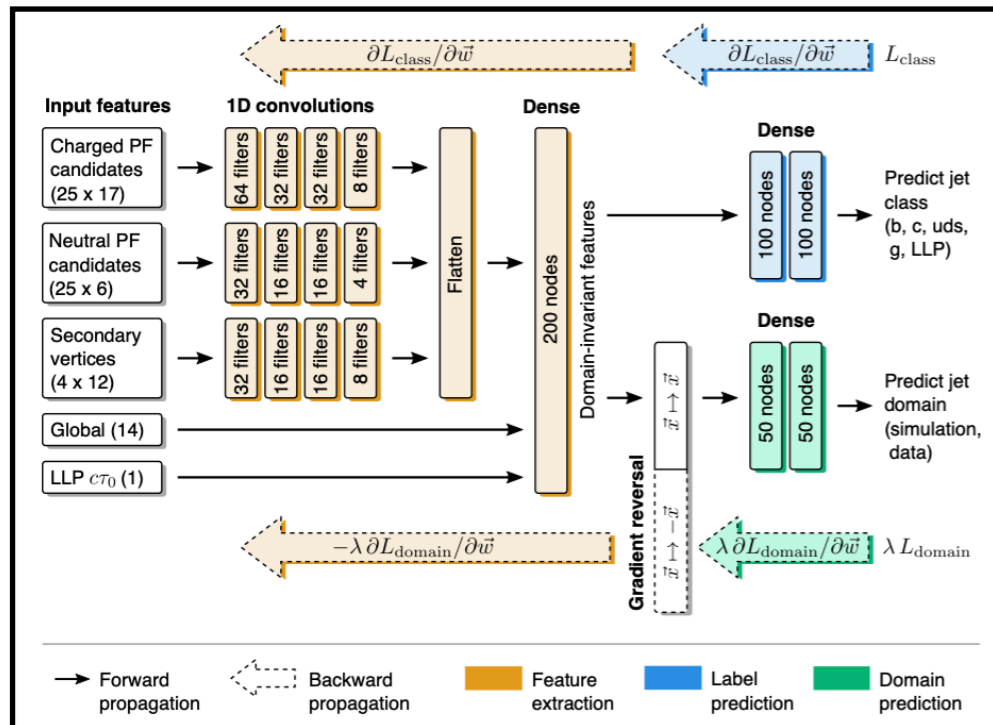 ∂L_class/∂w⃗
∂L_class/∂w⃗
L_class
Input features
1D convolutions
Dense
Charged PF
candidates
(25 x 17)
64 filters
32 filters
32 filters
8 filters
Neutral PF
candidates
(25 x 6)
32 filters
16 filters
16 filters
4 filters
Secondary
vertices
(4 x 12)
32 filters
16 filters
16 filters
8 filters
Global (14)
LLP cτ₀ (1)
Flatten
200 nodes
Domain-invariant features
Dense
100 nodes
100 nodes
Predict jet
class
(b, c, uds,
g, LLP)
Gradient reversal
x⃗ ↦ x⃗
x⃗ ↦ −x⃗
Dense
50 nodes
50 nodes
Predict jet
domain
(simulation,
data)
−λ ∂L_domain/∂w⃗
λ ∂L_domain/∂w⃗
λ L_domain
Forward
propagation
Backward
propagation
Feature
extraction
Label
prediction
Domain
prediction